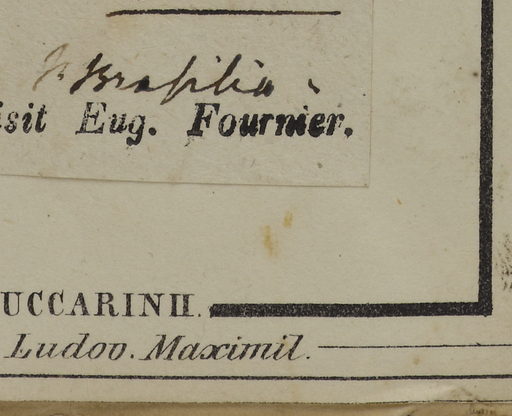 Brasilia
isit Eug. Fournier.
UCCARINII.
Ludov. Maximil.